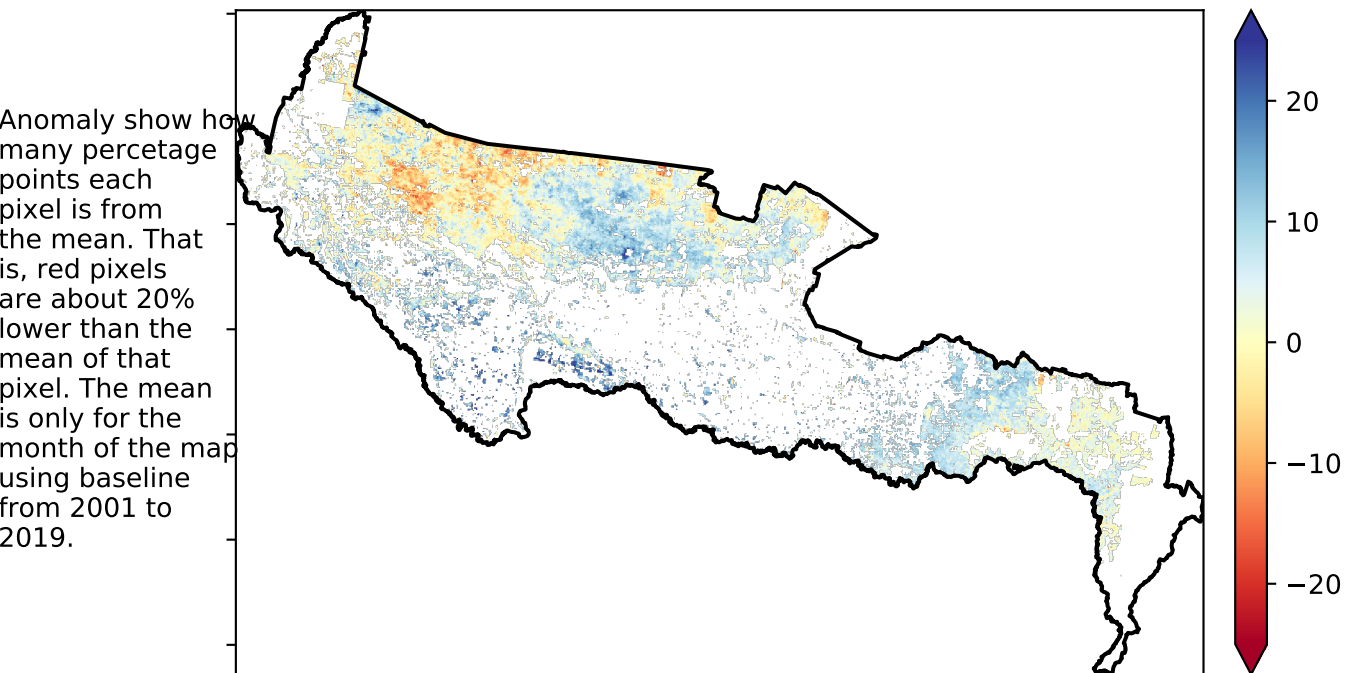 Anomaly show how
many percetage
points each
pixel is from
the mean. That
is, red pixels
are about 20%
lower than the
mean of that
pixel. The mean
is only for the
month of the map
using baseline
from 2001 to
2019.
20
10
0
−10
−20